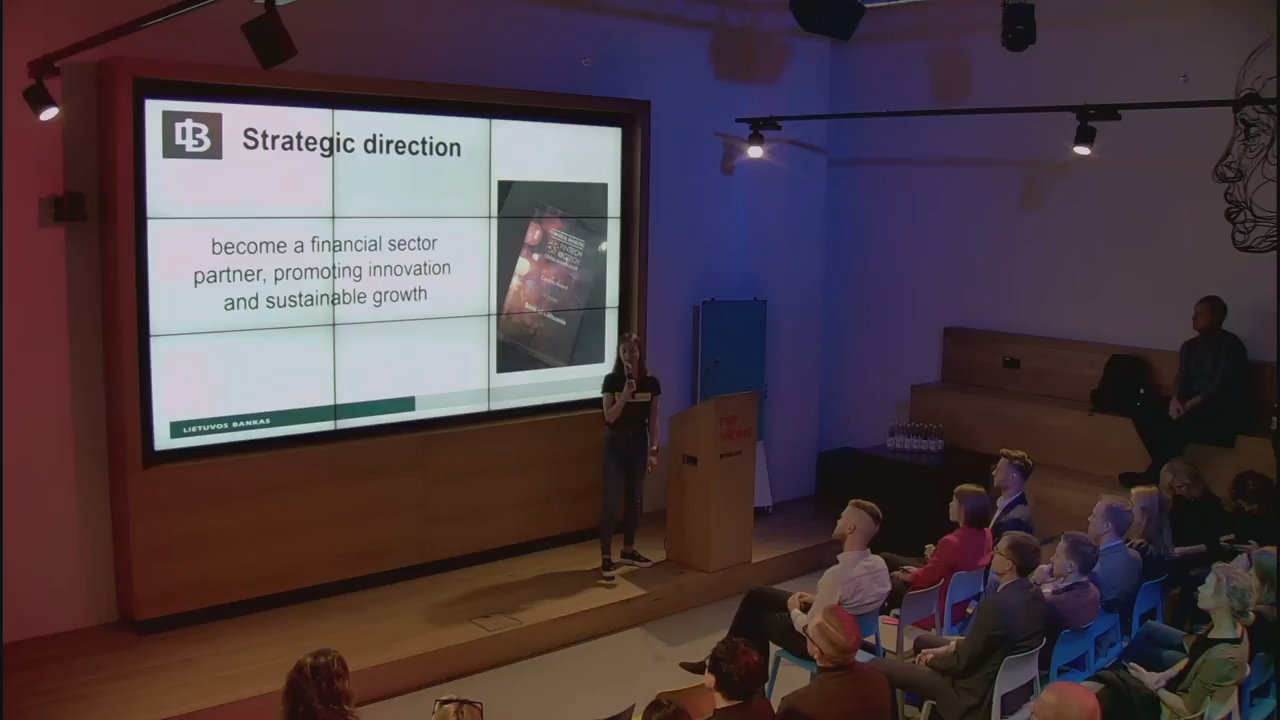 Strategic direction
become a financial sector
partner, promoting innovation
and sustainable growth
LIETUVOS BANKAS